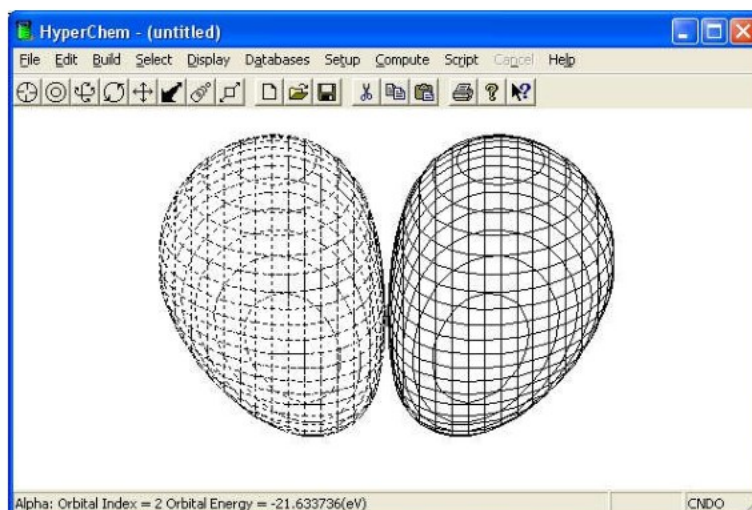 HyperChem - (untitled)
File Edit Build Select Display Databases Setup Compute Script Cancel Help
Alpha: Orbital Index = 2 Orbital Energy = -21.633736(eV) CNDO